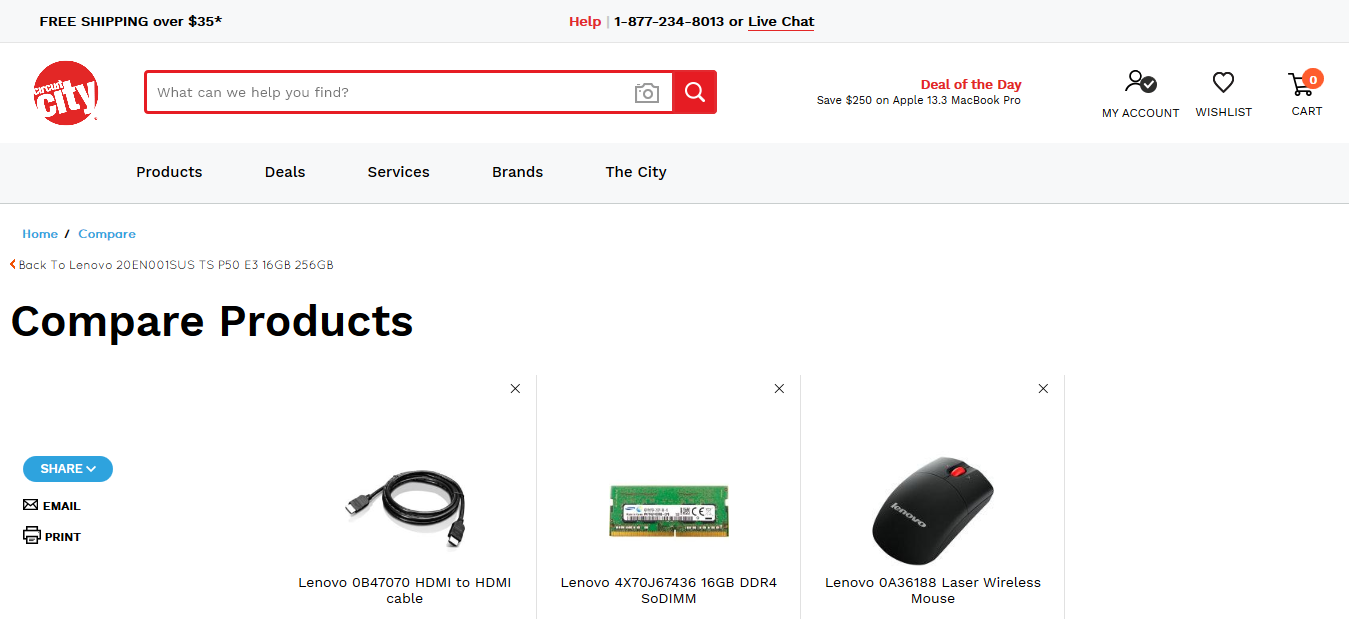 FREE SHIPPING over $35*
Help | 1-877-234-8013 or Live Chat
circuit
city
What can we help you find?
Deal of the Day
Save $250 on Apple 13.3 MacBook Pro
MY ACCOUNT
WISHLIST
0
CART
Products
Deals
Services
Brands
The City
Home / Compare
Back To Lenovo 20EN001SUS TS P50 E3 16GB 256GB
Compare Products
SHARE
EMAIL
PRINT
Lenovo 0B47070 HDMI to HDMI
cable
Lenovo 4X70J67436 16GB DDR4
SoDIMM
lenovo
Lenovo 0A36188 Laser Wireless
Mouse